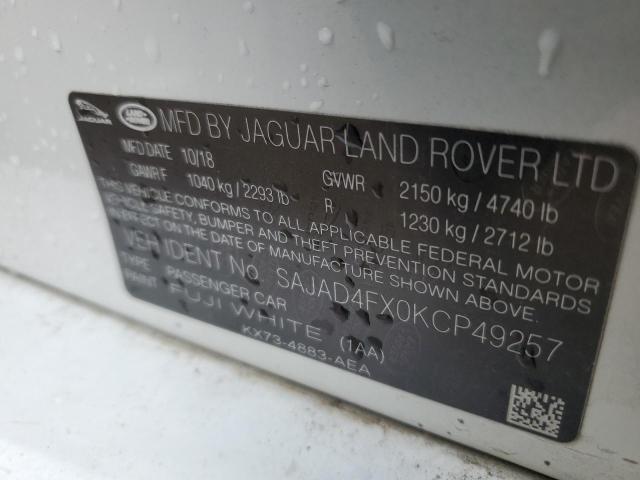 JAGUAR LAND ROVER MFD BY JAGUAR LAND ROVER LTD
MFD DATE 10/18
GAWR F 1040 kg / 2293 lb GVWR 2150 kg / 4740 lb
R 1230 kg / 2712 lb
THIS VEHICLE CONFORMS TO ALL APPLICABLE FEDERAL MOTOR
VEHICLE SAFETY, BUMPER AND THEFT PREVENTION STANDARDS
IN EFFECT ON THE DATE OF MANUFACTURE SHOWN ABOVE.
VEH IDENT NO. SAJAD4FX0KCP49257
TYPE: PASSENGER CAR
PAINT: FUJI WHITE (1AA)
KX73-4883-AEA